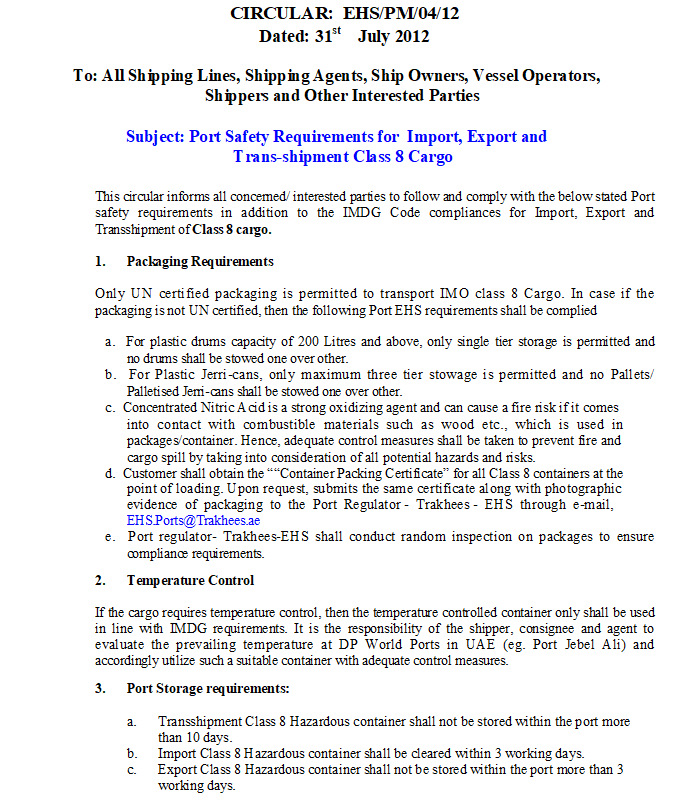 CIRCULAR: EHS/PM/04/12
Dated: 31st July 2012
To: All Shipping Lines, Shipping Agents, Ship Owners, Vessel Operators,
Shippers and Other Interested Parties
Subject: Port Safety Requirements for Import, Export and
Trans-shipment Class 8 Cargo
This circular informs all concerned/ interested parties to follow and comply with the below stated Port
safety requirements in addition to the IMDG Code compliances for Import, Export and
Transshipment of Class 8 cargo.
1. Packaging Requirements
Only UN certified packaging is permitted to transport IMO class 8 Cargo. In case if the
packaging is not UN certified, then the following Port EHS requirements shall be complied
a. For plastic drums capacity of 200 Litres and above, only single tier storage is permitted and
no drums shall be stowed one over other.
b. For Plastic Jerri-cans, only maximum three tier stowage is permitted and no Pallets/
Palletised Jerri-cans shall be stowed one over other.
c. Concentrated Nitric Acid is a strong oxidizing agent and can cause a fire risk if it comes
into contact with combustible materials such as wood etc., which is used in
packages/container. Hence, adequate control measures shall be taken to prevent fire and
cargo spill by taking into consideration of all potential hazards and risks.
d. Customer shall obtain the ““Container Packing Certificate” for all Class 8 containers at the
point of loading. Upon request, submits the same certificate along with photographic
evidence of packaging to the Port Regulator - Trakhees - EHS through e-mail,
EHS.Ports@Trakhees.ae
e. Port regulator- Trakhees-EHS shall conduct random inspection on packages to ensure
compliance requirements.
2. Temperature Control
If the cargo requires temperature control, then the temperature controlled container only shall be used
in line with IMDG requirements. It is the responsibility of the shipper, consignee and agent to
evaluate the prevailing temperature at DP World Ports in UAE (eg. Port Jebel Ali) and
accordingly utilize such a suitable container with adequate control measures.
3. Port Storage requirements:
a. Transshipment Class 8 Hazardous container shall not be stored within the port more
than 10 days.
b. Import Class 8 Hazardous container shall be cleared within 3 working days.
c. Export Class 8 Hazardous container shall not be stored within the port more than 3
working days.